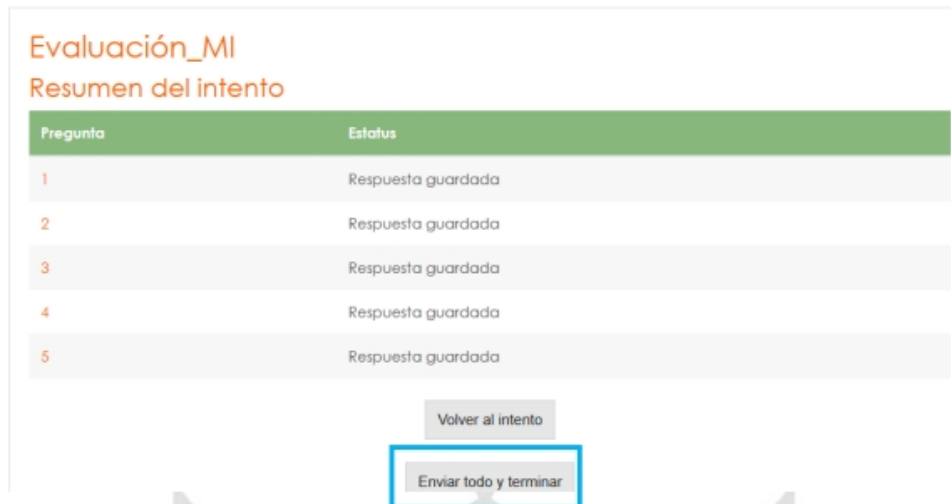 Evaluación_MI
Resumen del intento
Pregunta Estatus
1 Respuesta guardada
2 Respuesta guardada
3 Respuesta guardada
4 Respuesta guardada
5 Respuesta guardada
Volver al intento
Enviar todo y terminar